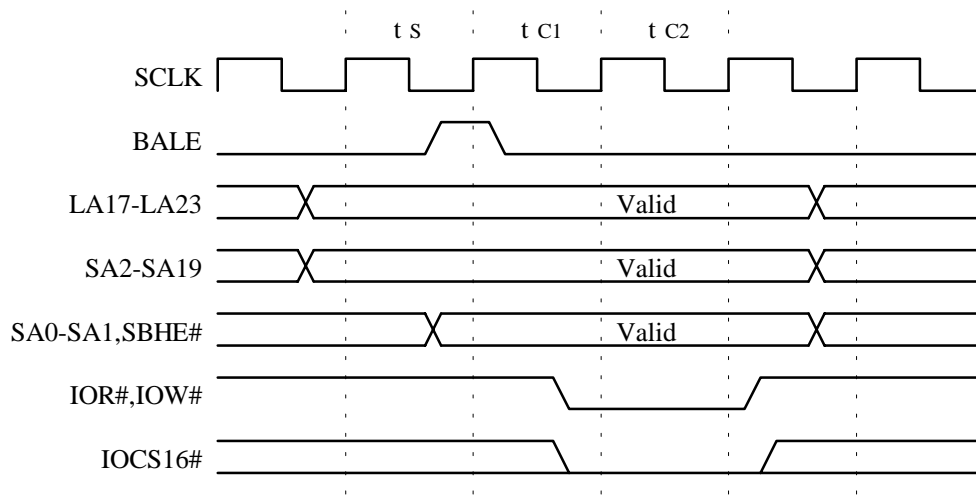 t S t C1 t C2
SCLK
BALE
LA17-LA23 Valid
SA2-SA19 Valid
SA0-SA1,SBHE# Valid
IOR#,IOW#
IOCS16#